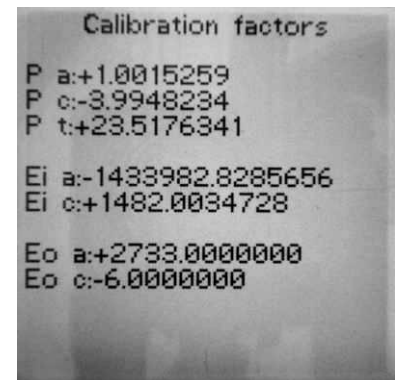 Calibration factors
P a:+1.0015259
P c:-3.9948234
P t:+23.5176341
Ei a:-1433982.8285656
Ei c:+1482.0034728
Eo a:+2733.0000000
Eo c:-6.0000000